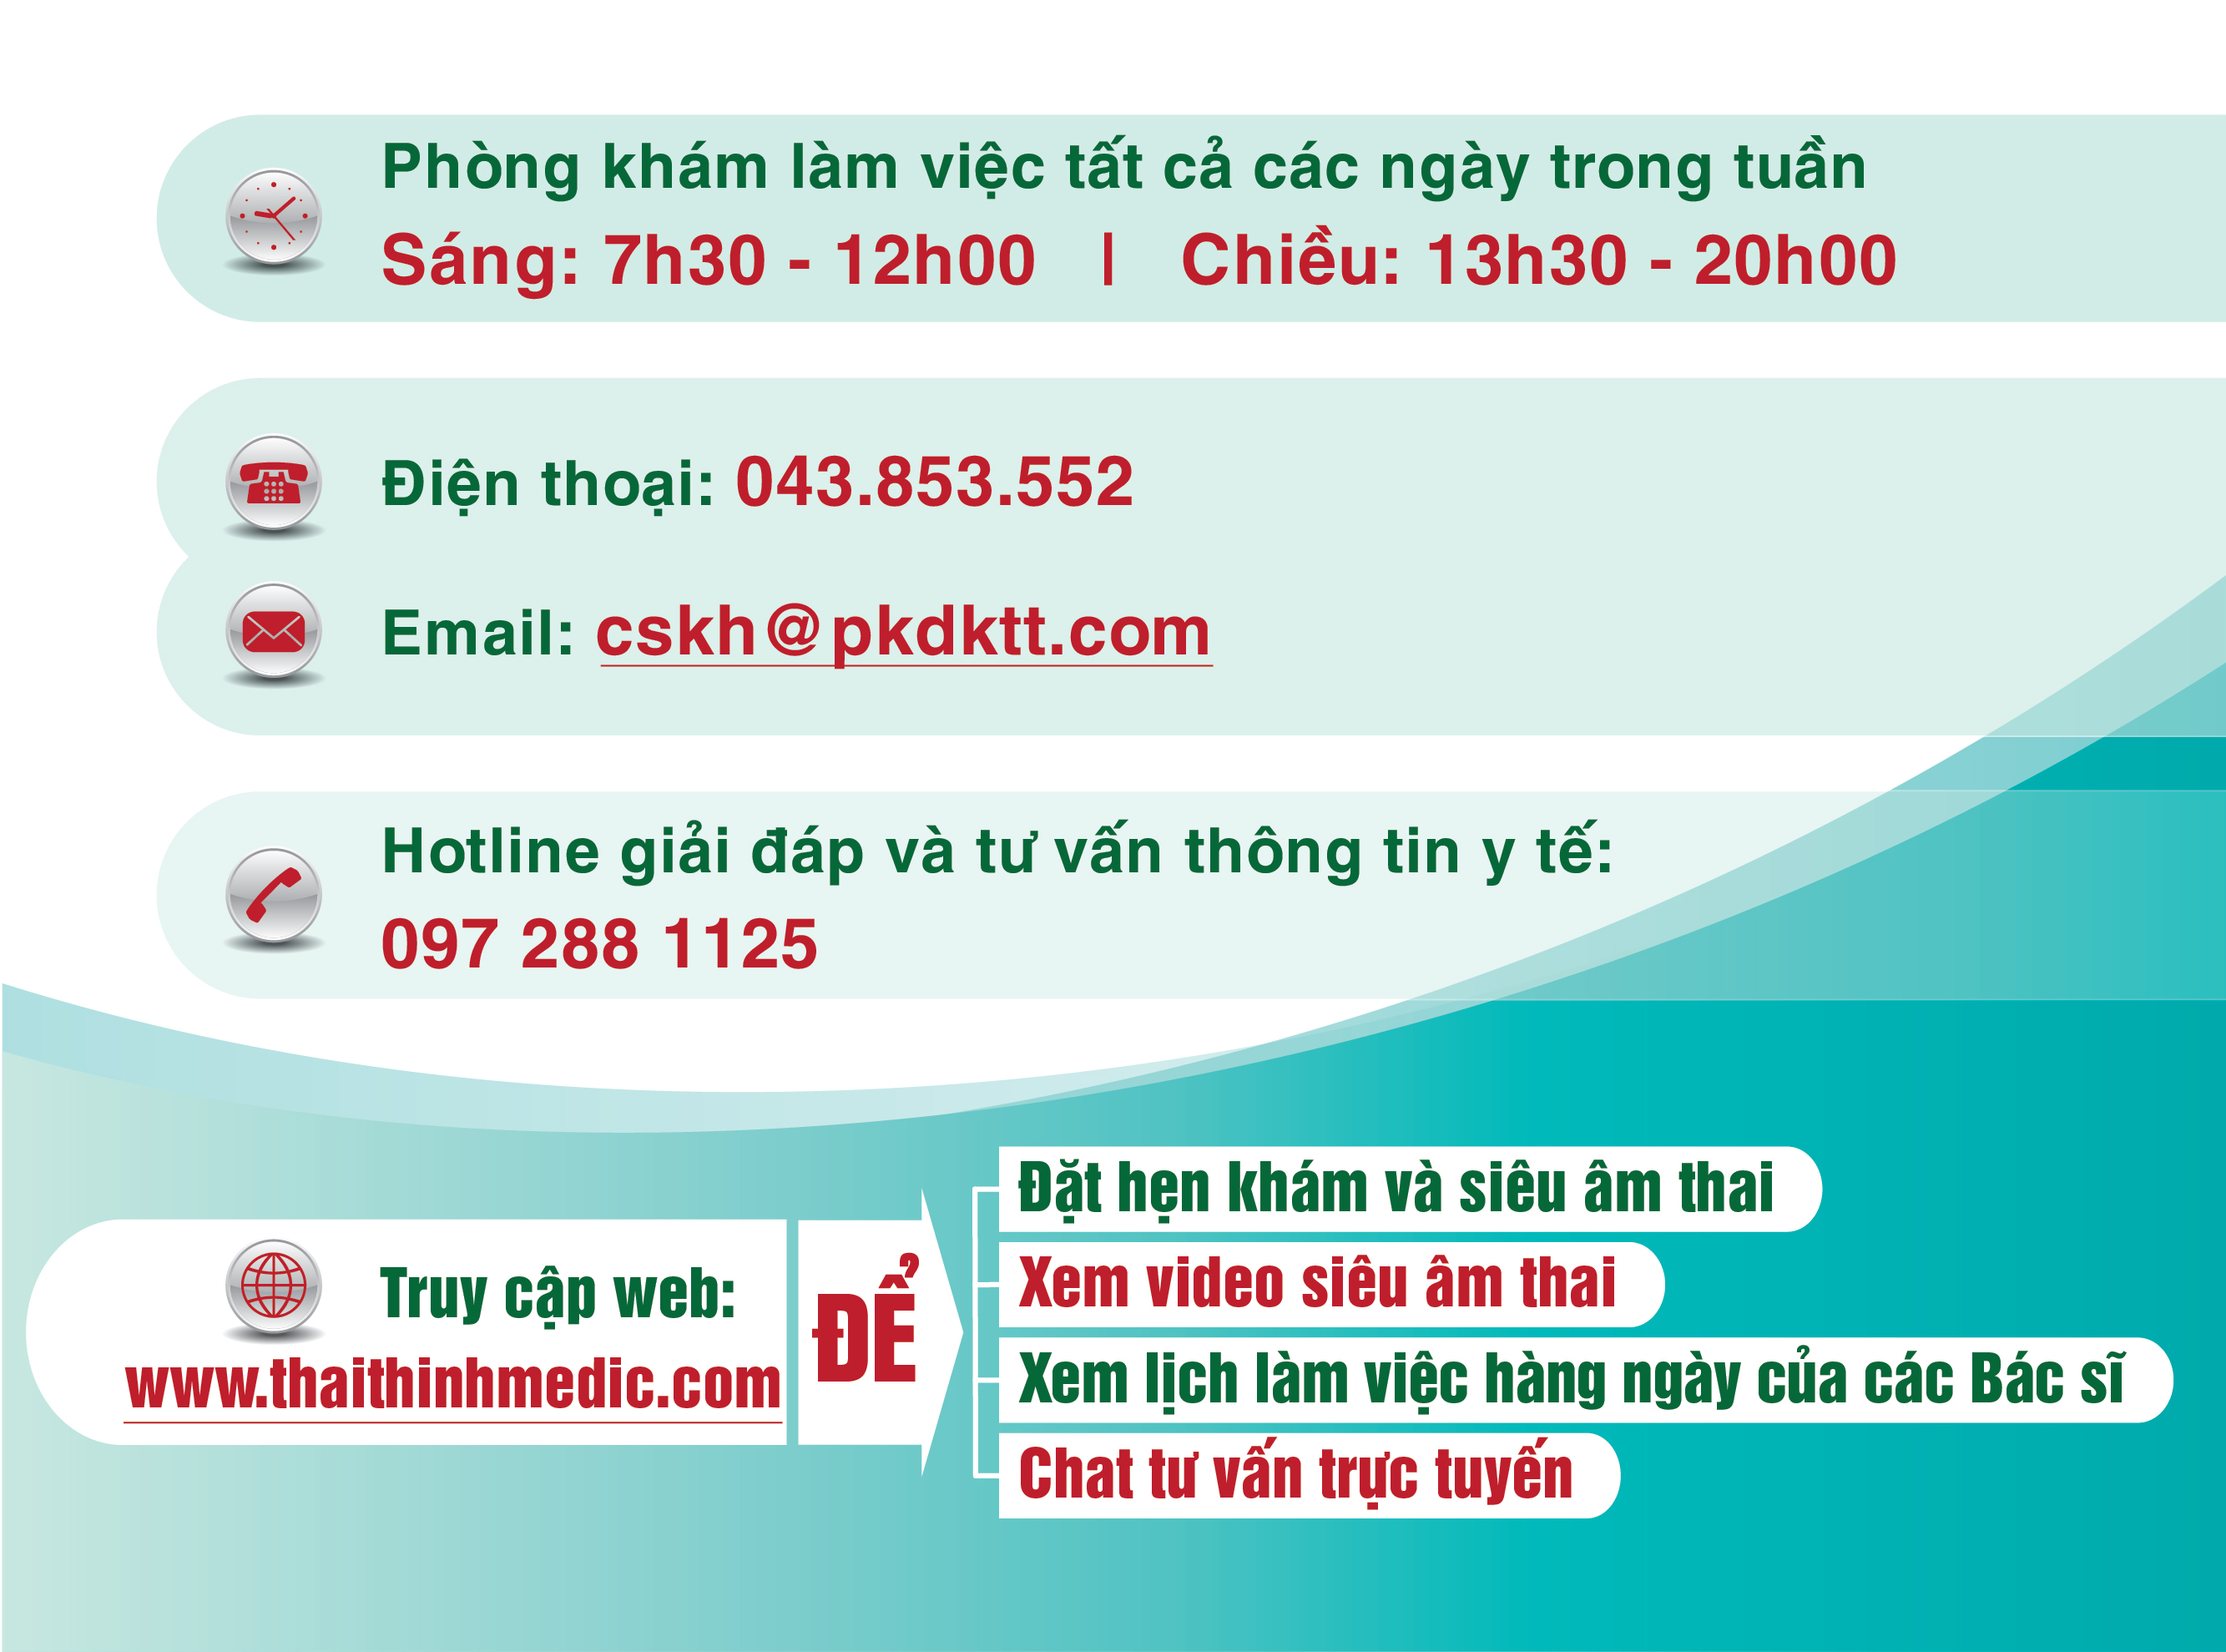 Phòng khám làm việc tất cả các ngày trong tuần
Sáng: 7h30 - 12h00 | Chiều: 13h30 - 20h00
Điện thoại: 043.853.552
Email: cskh@pkdktt.com
Hotline giải đáp và tư vấn thông tin y tế:
097 288 1125
Truy cập web:
www.thaithinhmedic.com
ĐỂ
Đặt hẹn khám và siêu âm thai
Xem video siêu âm thai
Xem lịch làm việc hàng ngày của các Bác sĩ
Chat tư vấn trực tuyến